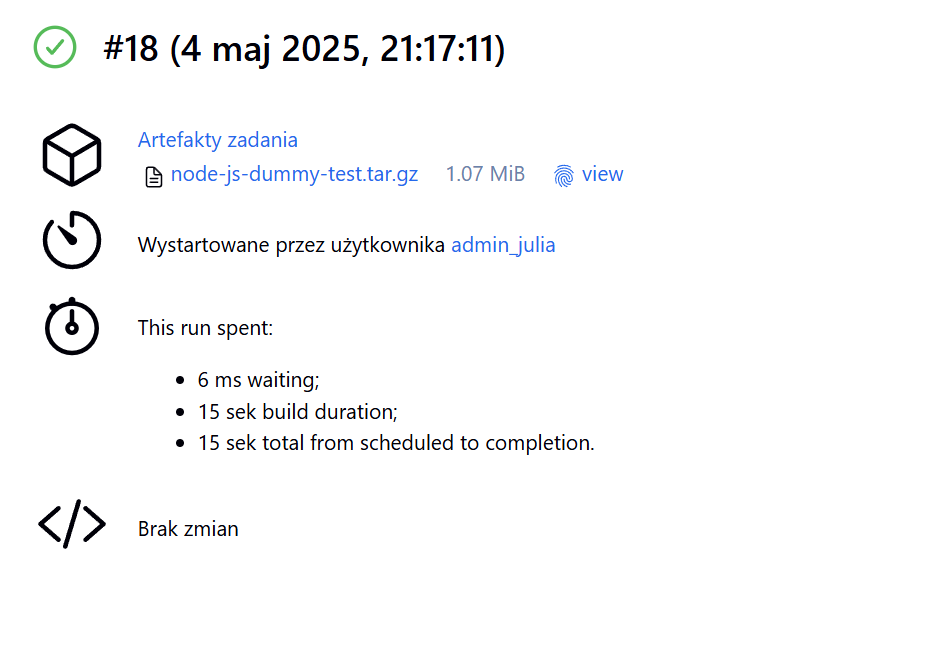 #18 (4 maj 2025, 21:17:11)
Artefakty zadania
node-js-dummy-test.tar.gz 1.07 MiB view
Wystartowane przez użytkownika admin_julia
This run spent:
6 ms waiting;
15 sek build duration;
15 sek total from scheduled to completion.
Brak zmian